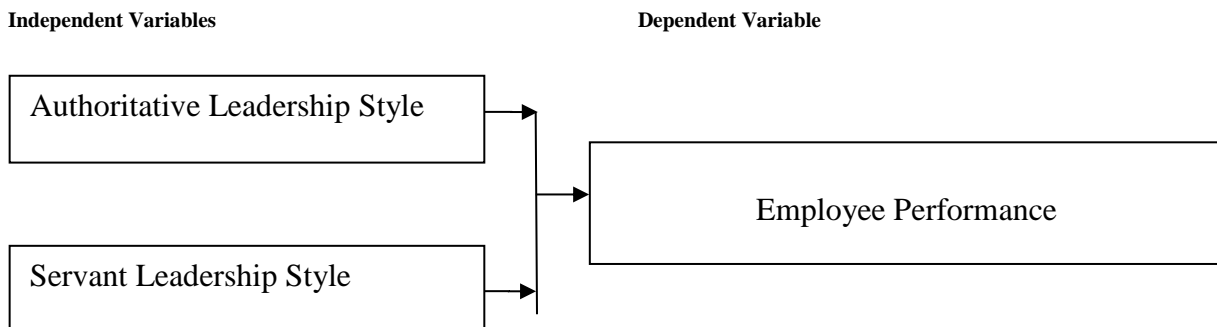 Independent Variables
Dependent Variable
Authoritative Leadership Style
Employee Performance
Servant Leadership Style